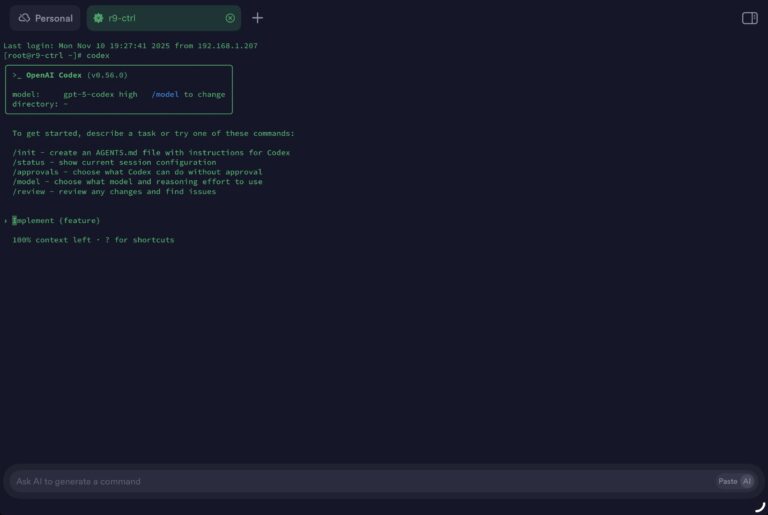 Personal
r9-ctrl
Last login: Mon Nov 10 19:27:41 2025 from 192.168.1.207
[root@r9-ctrl ~]# codex
>_ OpenAI Codex (v0.56.0)
model: gpt-5-codex high /model to change
directory: ~
To get started, describe a task or try one of these commands:
/init - create an AGENTS.md file with instructions for Codex
/status - show current session configuration
/approvals - choose what Codex can do without approval
/model - choose what model and reasoning effort to use
/review - review any changes and find issues
› Implement {feature}
100% context left · ? for shortcuts
Ask AI to generate a command
Paste AI